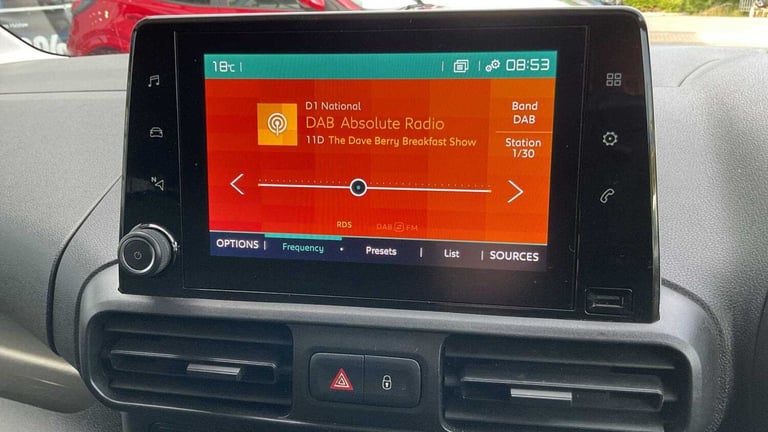 18°C
08:53
D1 National
DAB Absolute Radio
11D The Dave Berry Breakfast Show
Band
DAB
Station
1/30
N
RDS
DAB FM
OPTIONS
Frequency
Presets
List
SOURCES